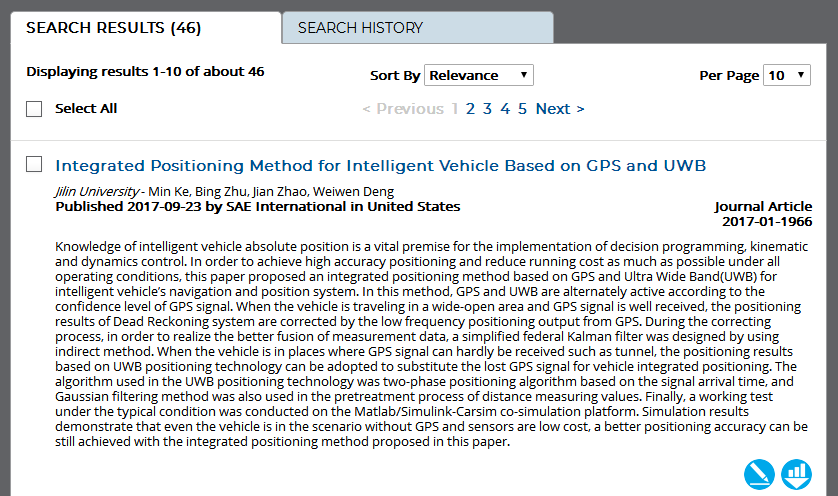 SEARCH RESULTS (46)
SEARCH HISTORY
Displaying results 1-10 of about 46
Sort By Relevance
Per Page 10
Select All
< Previous 1 2 3 4 5 Next >
Integrated Positioning Method for Intelligent Vehicle Based on GPS and UWB
Jilin University - Min Ke, Bing Zhu, Jian Zhao, Weiwen Deng
Published 2017-09-23 by SAE International in United States
Journal Article
2017-01-1966
Knowledge of intelligent vehicle absolute position is a vital premise for the implementation of decision programming, kinematic
and dynamics control. In order to achieve high accuracy positioning and reduce running cost as much as possible under all
operating conditions, this paper proposed an integrated positioning method based on GPS and Ultra Wide Band(UWB) for
intelligent vehicle's navigation and position system. In this method, GPS and UWB are alternately active according to the
confidence level of GPS signal. When the vehicle is traveling in a wide-open area and GPS signal is well received, the positioning
results of Dead Reckoning system are corrected by the low frequency positioning output from GPS. During the correcting
process, in order to realize the better fusion of measurement data, a simplified federal Kalman filter was designed by using
indirect method. When the vehicle is in places where GPS signal can hardly be received such as tunnel, the positioning results
based on UWB positioning technology can be adopted to substitute the lost GPS signal for vehicle integrated positioning. The
algorithm used in the UWB positioning technology was two-phase positioning algorithm based on the signal arrival time, and
Gaussian filtering method was also used in the pretreatment process of distance measuring values. Finally, a working test
under the typical condition was conducted on the Matlab/Simulink-Carsim co-simulation platform. Simulation results
demonstrate that even the vehicle is in the scenario without GPS and sensors are low cost, a better positioning accuracy can be
still achieved with the integrated positioning method proposed in this paper.